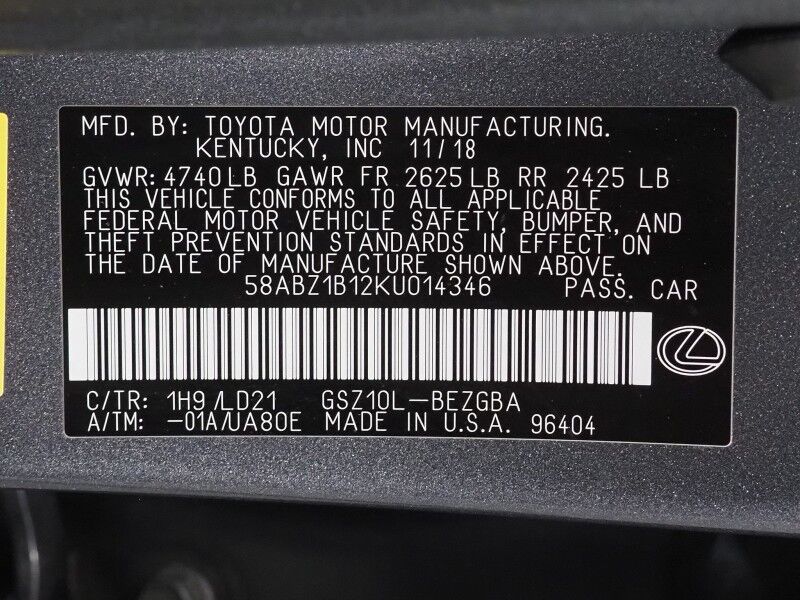 MFD. BY: TOYOTA MOTOR MANUFACTURING.
KENTUCKY, INC 11/18
GVWR: 4740LB GAWR FR 2625LB RR 2425 LB
THIS VEHICLE CONFORMS TO ALL APPLICABLE
FEDERAL MOTOR VEHICLE SAFETY, BUMPER, AND
THEFT PREVENTION STANDARDS IN EFFECT ON
THE DATE OF MANUFACTURE SHOWN ABOVE.
58ABZ1B12KU014346 PASS. CAR
C/TR: 1H9/LD21 GSZ10L-BEZGBA
A/TM: -01A/UA80E MADE IN U.S.A. 96404